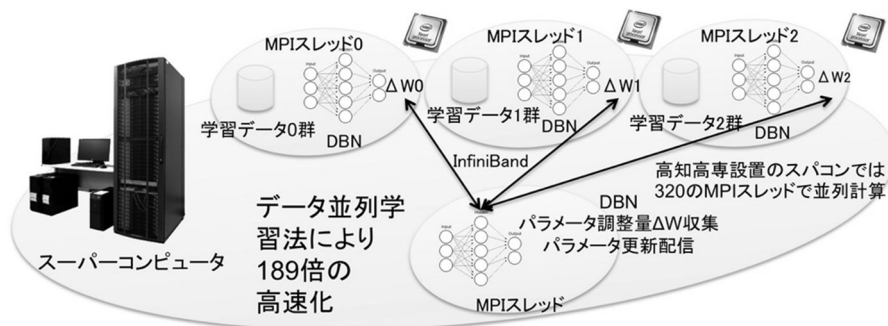 MPIスレッド0
Input
Output
ΔW0
学習データ0群
DBN
MPIスレッド1
Input
Output
ΔW1
学習データ1群
DBN
MPIスレッド2
Input
Output
ΔW2
学習データ2群
DBN
InfiniBand
高知高専設置のスパコンでは
320のMPIスレッドで並列計算
スーパーコンピュータ
データ並列学
習法により
189倍の
高速化
DBN
パラメータ調整量ΔW収集
パラメータ更新配信
Input
Output
MPIスレッド